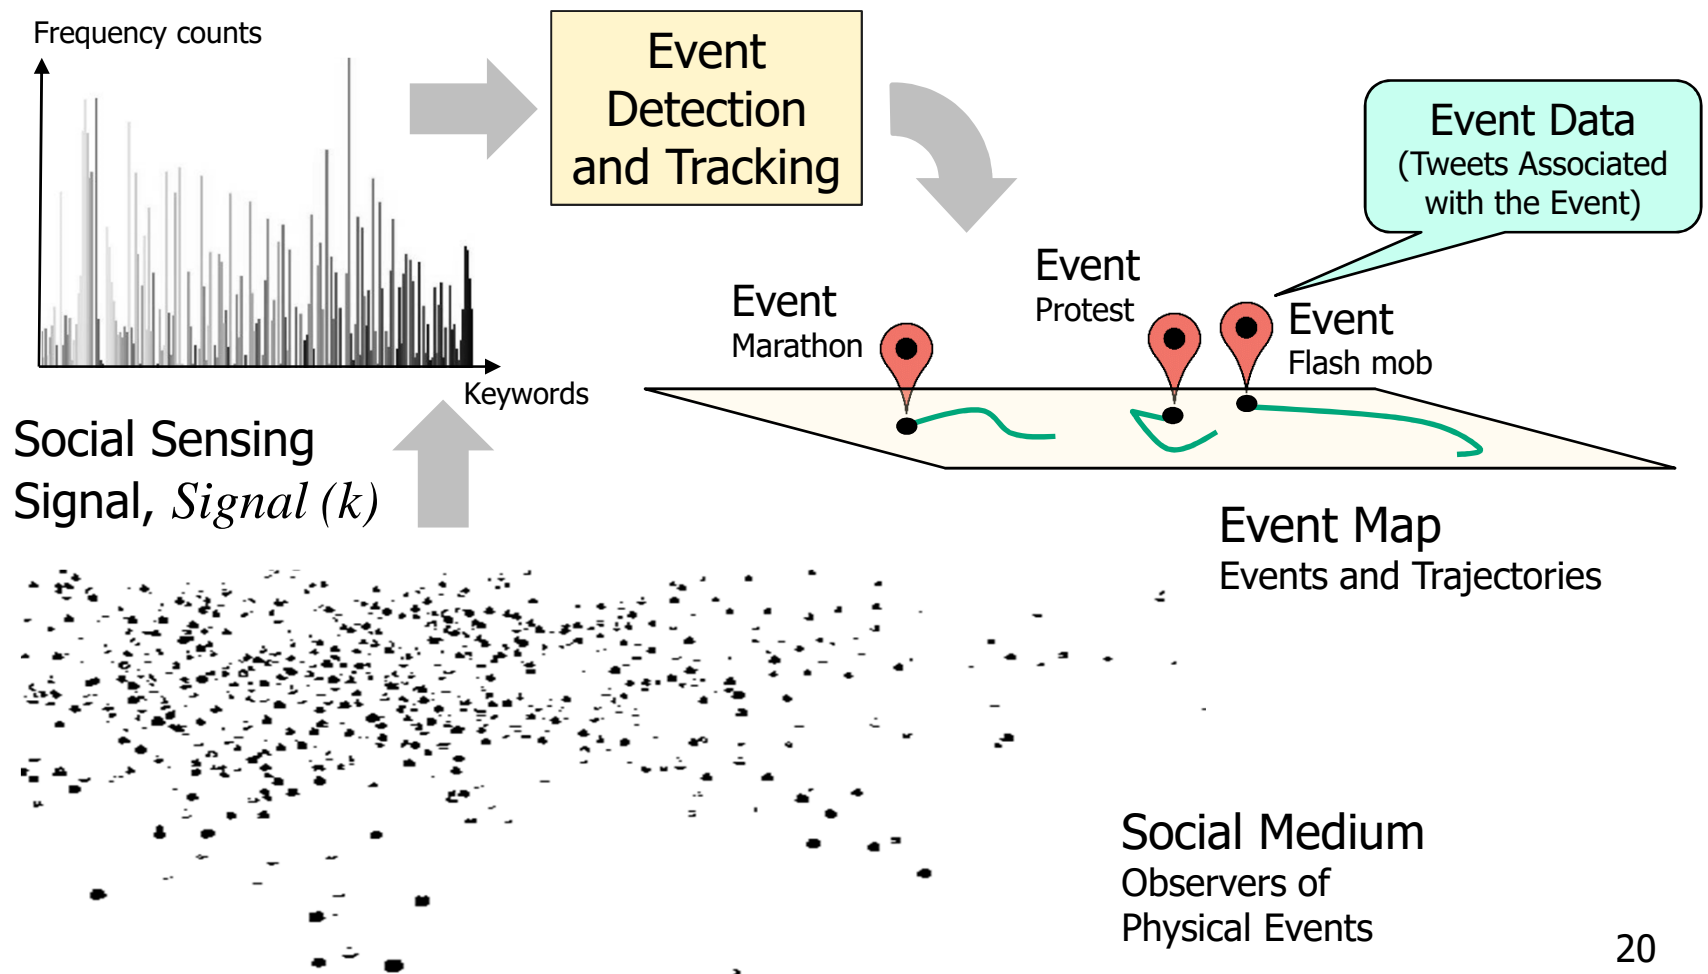 Frequency counts
Keywords
Social Sensing
Signal, Signal (k)
Event
Detection
and Tracking
Event Data
(Tweets Associated
with the Event)
Event
Marathon
Event
Protest
Event
Flash mob
Event Map
Events and Trajectories
Social Medium
Observers of
Physical Events
20